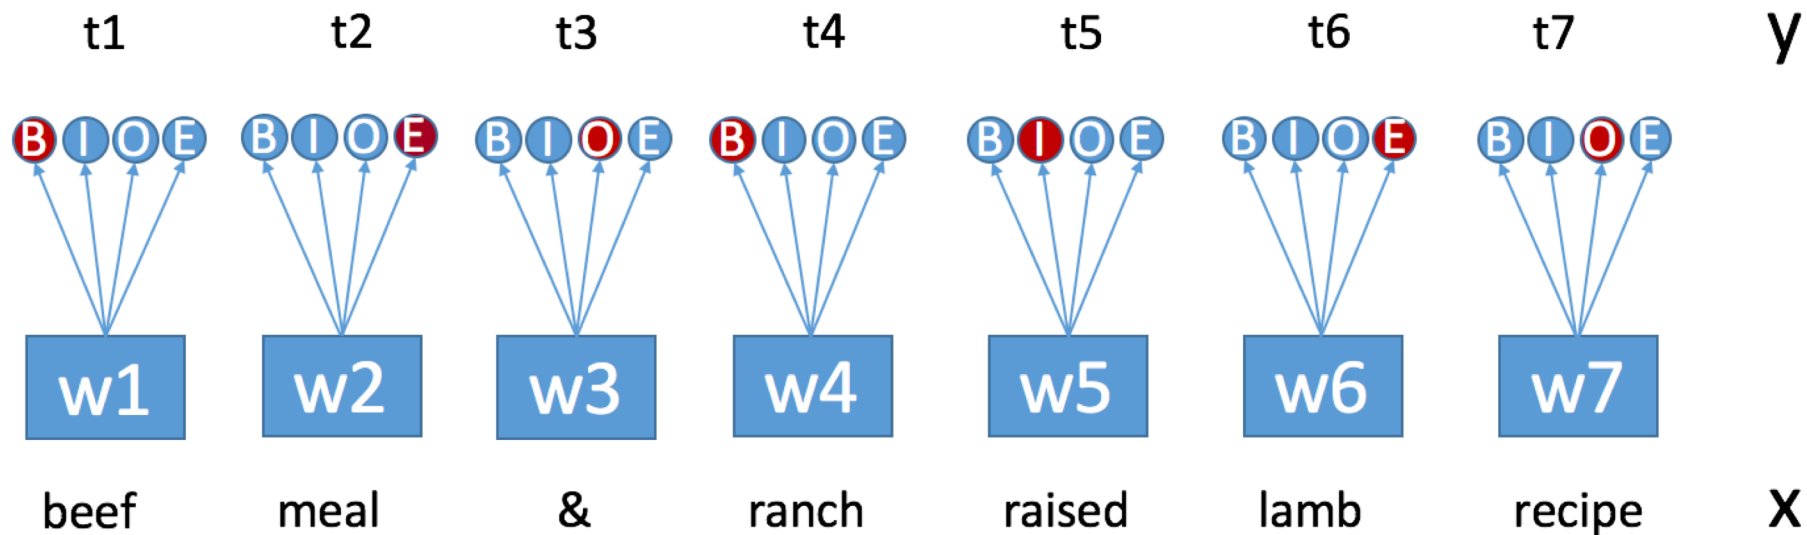 t1 t2 t3 t4 t5 t6 t7 y
B I O E B I O E B I O E B I O E B I O E B I O E B I O E
w1 w2 w3 w4 w5 w6 w7
beef meal & ranch raised lamb recipe x